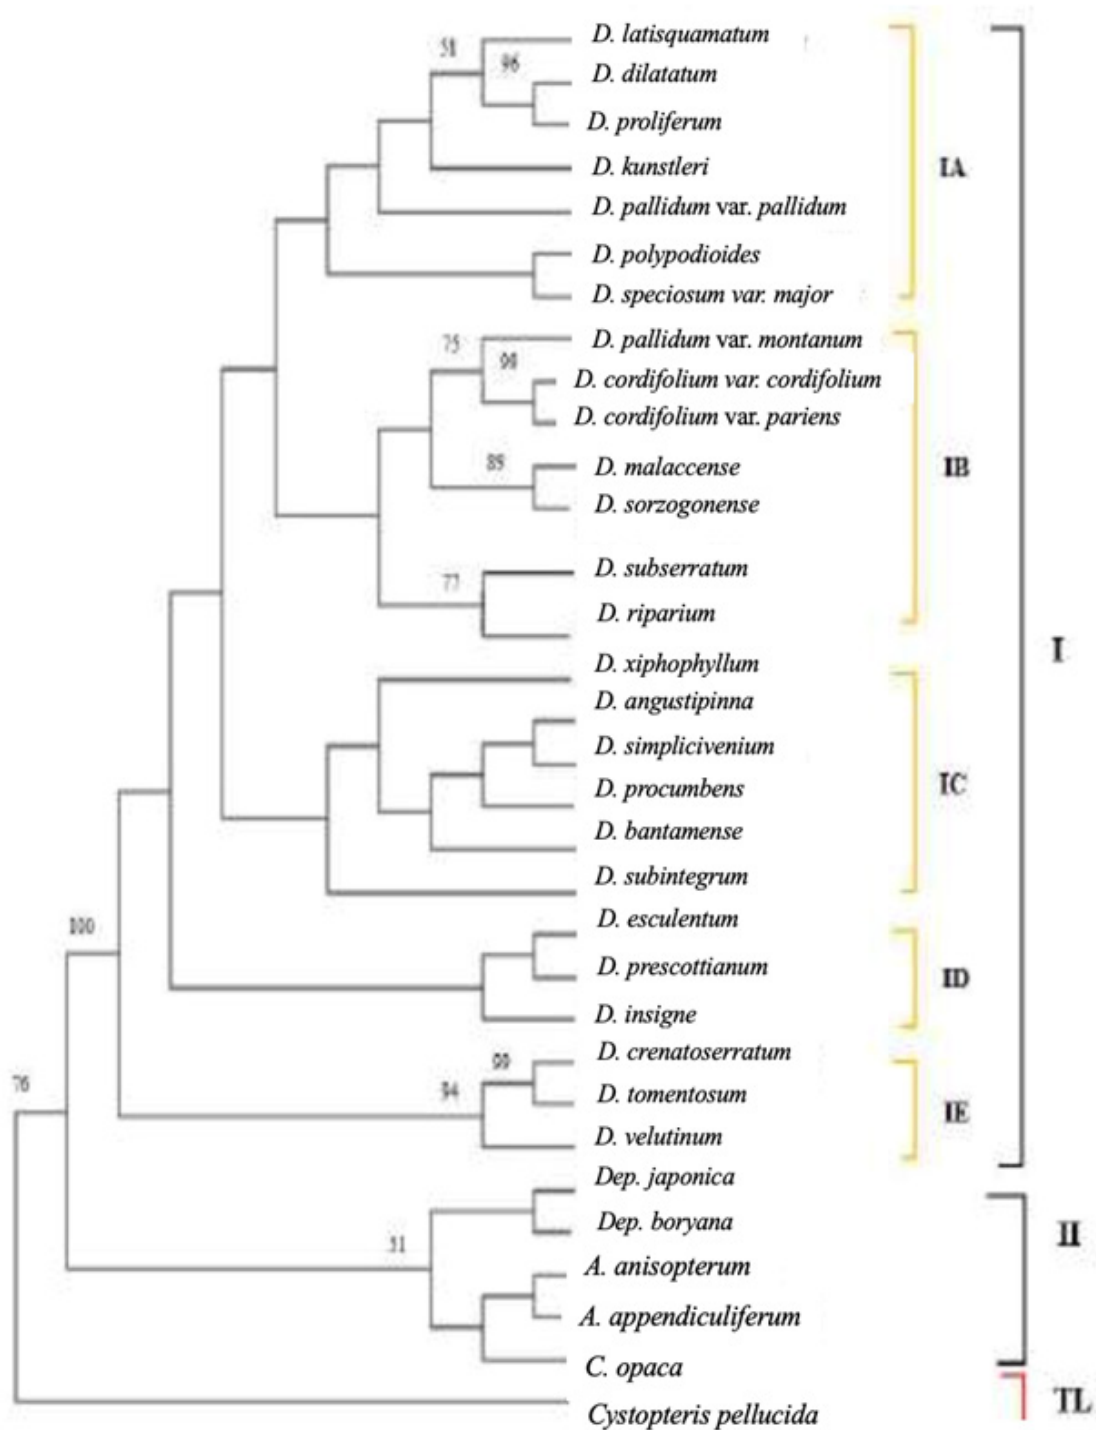 D. latisquamatum
96
D. dilatatum
D. proliferum
D. kunstleri
IA
D. pallidum var. pallidum
D. polypodioides
D. speciosum var. major
75
D. pallidum var. montanum
99
D. cordifolium var. cordifolium
D. cordifolium var. pariens
89
D. malaccense
IB
D. sorzogonense
77
D. subserratum
D. riparium
I
D. xiphophyllum
D. angustipinna
D. simplicivenium
IC
D. procumbens
D. bantamense
D. subintegrum
100
D. esculentum
D. prescottianum
ID
D. insigne
99
D. crenatoserratum
76
94
D. tomentosum
IE
D. velutinum
Dep. japonica
Dep. boryana
II
A. anisopterum
A. appendiculiferum
C. opaca
TL
Cystopteris pellucida